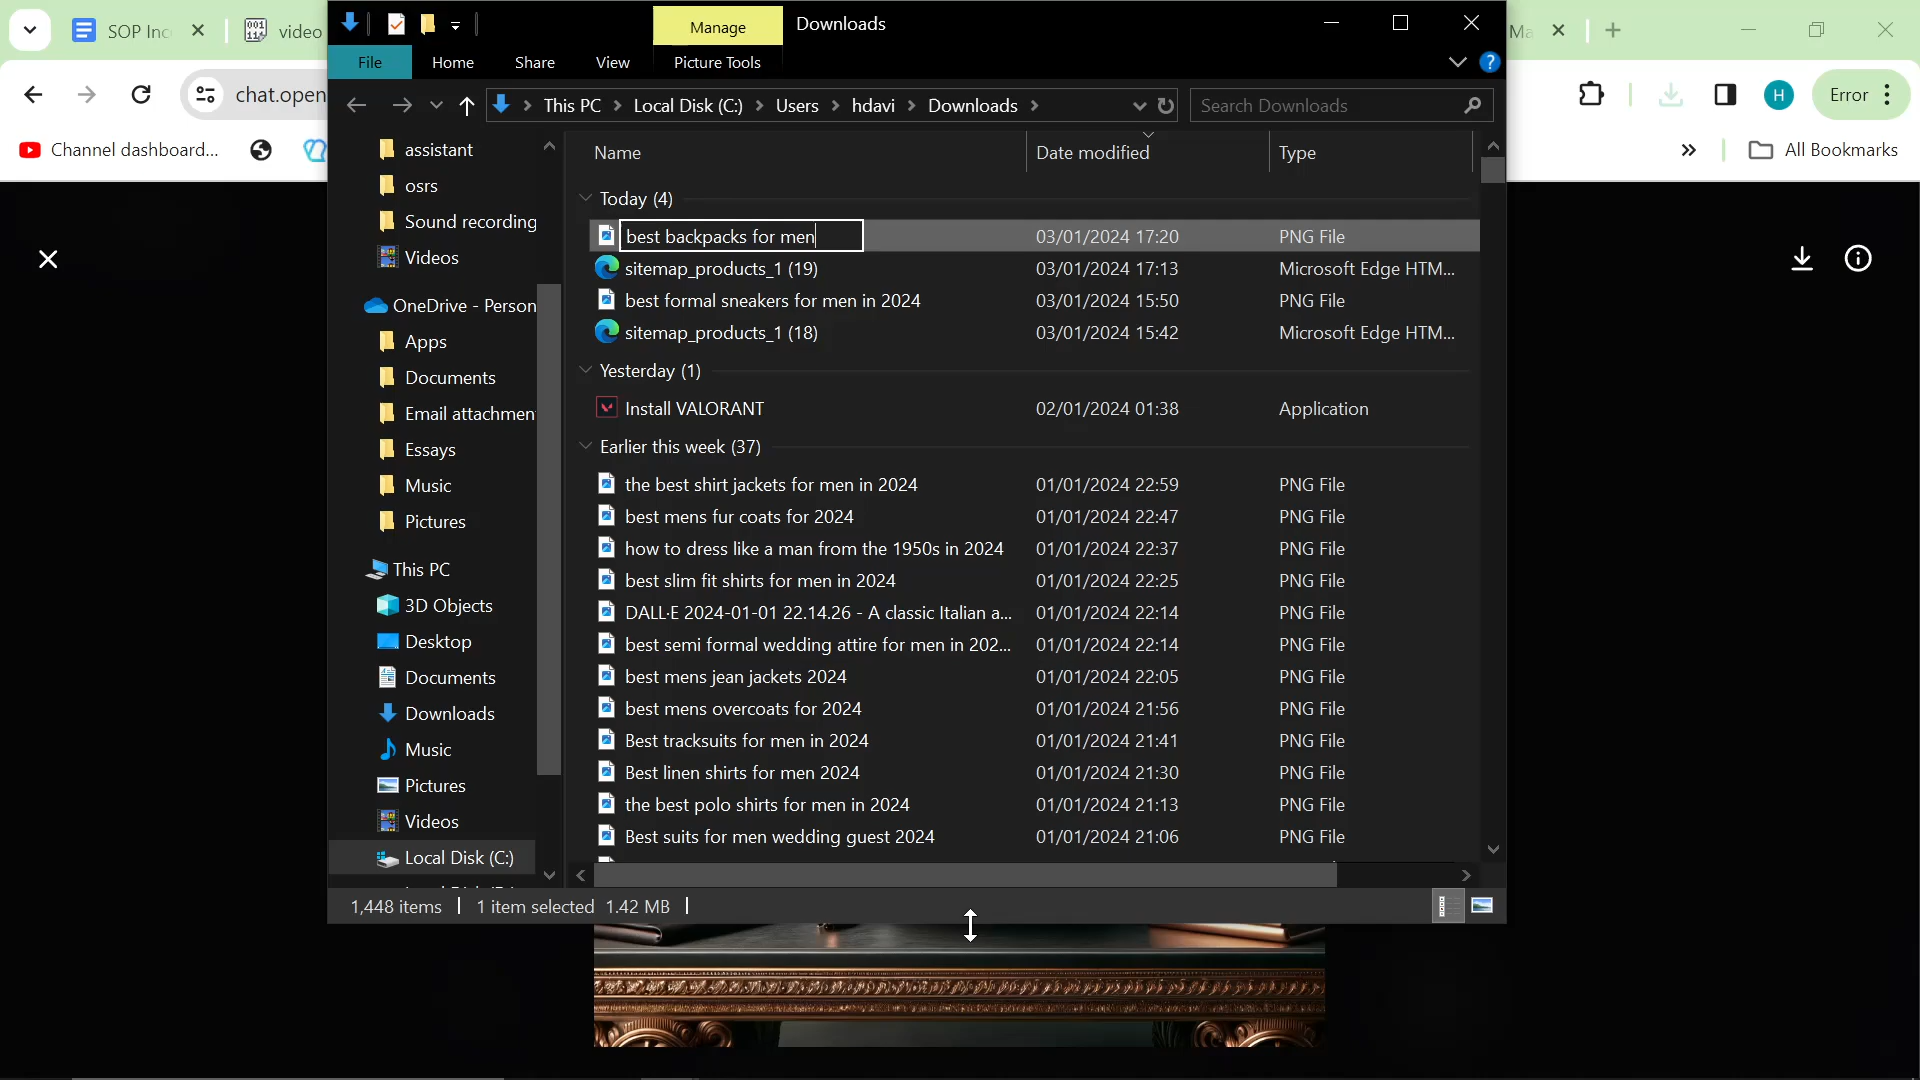 SOP Inc
video
Manage
Downloads
Ma
File
Home
Share
View
Picture Tools
chat.open
This PC
Local Disk (C:)
Users
hdavi
Downloads
Search Downloads
H
Error
Channel dashboard...
All Bookmarks
Name
Date modified
Type
assistant
osrs
Sound recording
Videos
OneDrive - Person
Apps
Documents
Email attachmen
Essays
Music
Pictures
This PC
3D Objects
Desktop
Documents
Downloads
Music
Pictures
Videos
Local Disk (C:)
Today (4)
best backpacks for men 03/01/2024 17:20 PNG File
sitemap_products_1 (19) 03/01/2024 17:13 Microsoft Edge HTM...
best formal sneakers for men in 2024 03/01/2024 15:50 PNG File
sitemap_products_1 (18) 03/01/2024 15:42 Microsoft Edge HTM...
Yesterday (1)
Install VALORANT 02/01/2024 01:38 Application
Earlier this week (37)
the best shirt jackets for men in 2024 01/01/2024 22:59 PNG File
best mens fur coats for 2024 01/01/2024 22:47 PNG File
how to dress like a man from the 1950s in 2024 01/01/2024 22:37 PNG File
best slim fit shirts for men in 2024 01/01/2024 22:25 PNG File
DALL·E 2024-01-01 22.14.26 - A classic Italian a... 01/01/2024 22:14 PNG File
best semi formal wedding attire for men in 202... 01/01/2024 22:14 PNG File
best mens jean jackets 2024 01/01/2024 22:05 PNG File
best mens overcoats for 2024 01/01/2024 21:56 PNG File
Best tracksuits for men in 2024 01/01/2024 21:41 PNG File
Best linen shirts for men 2024 01/01/2024 21:30 PNG File
the best polo shirts for men in 2024 01/01/2024 21:13 PNG File
Best suits for men wedding guest 2024 01/01/2024 21:06 PNG File
1,448 items
1 item selected 1.42 MB